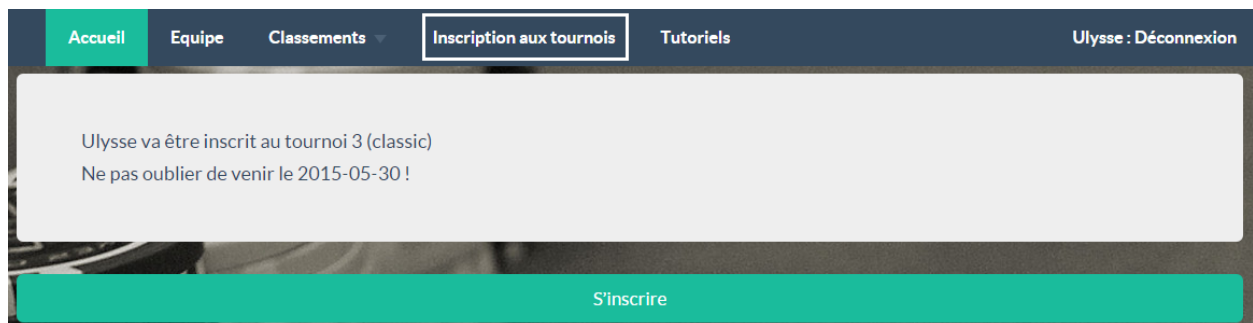 Accueil Equipe Classements Inscription aux tournois Tutoriels Ulysse : Déconnexion
Ulysse va être inscrit au tournoi 3 (classic)
Ne pas oublier de venir le 2015-05-30 !
S'inscrire